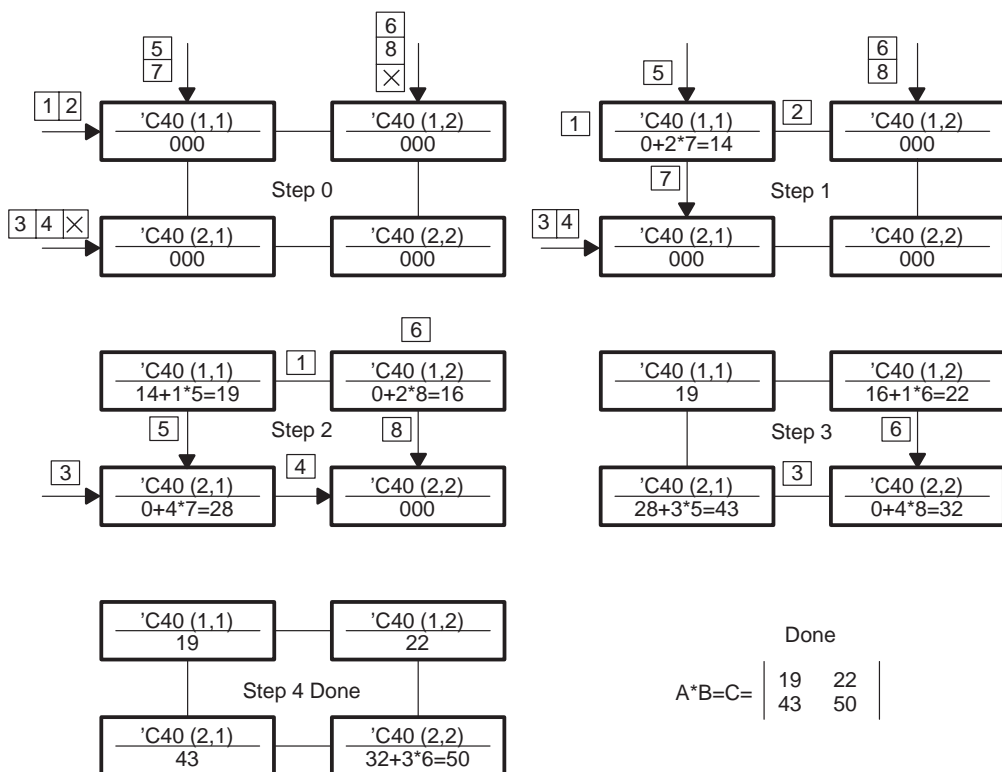 5 6
7 8
X
1 2
'C40 (1,1) 'C40 (1,2)
000 000
Step 0
3 4 X
'C40 (2,1) 'C40 (2,2)
000 000
5 6
8
1 'C40 (1,1) 2 'C40 (1,2)
0+2*7=14 000
7 Step 1
3 4
'C40 (2,1) 'C40 (2,2)
000 000
6
'C40 (1,1) 1 'C40 (1,2)
14+1*5=19 0+2*8=16
5 Step 2 8
3 'C40 (2,1) 4 'C40 (2,2)
0+4*7=28 000
'C40 (1,1) 'C40 (1,2)
19 16+1*6=22
Step 3 6
'C40 (2,1) 3 'C40 (2,2)
28+3*5=43 0+4*8=32
'C40 (1,1) 'C40 (1,2)
19 22
Step 4 Done
'C40 (2,1) 'C40 (2,2)
43 32+3*6=50
Done
A*B=C= 19 22
43 50